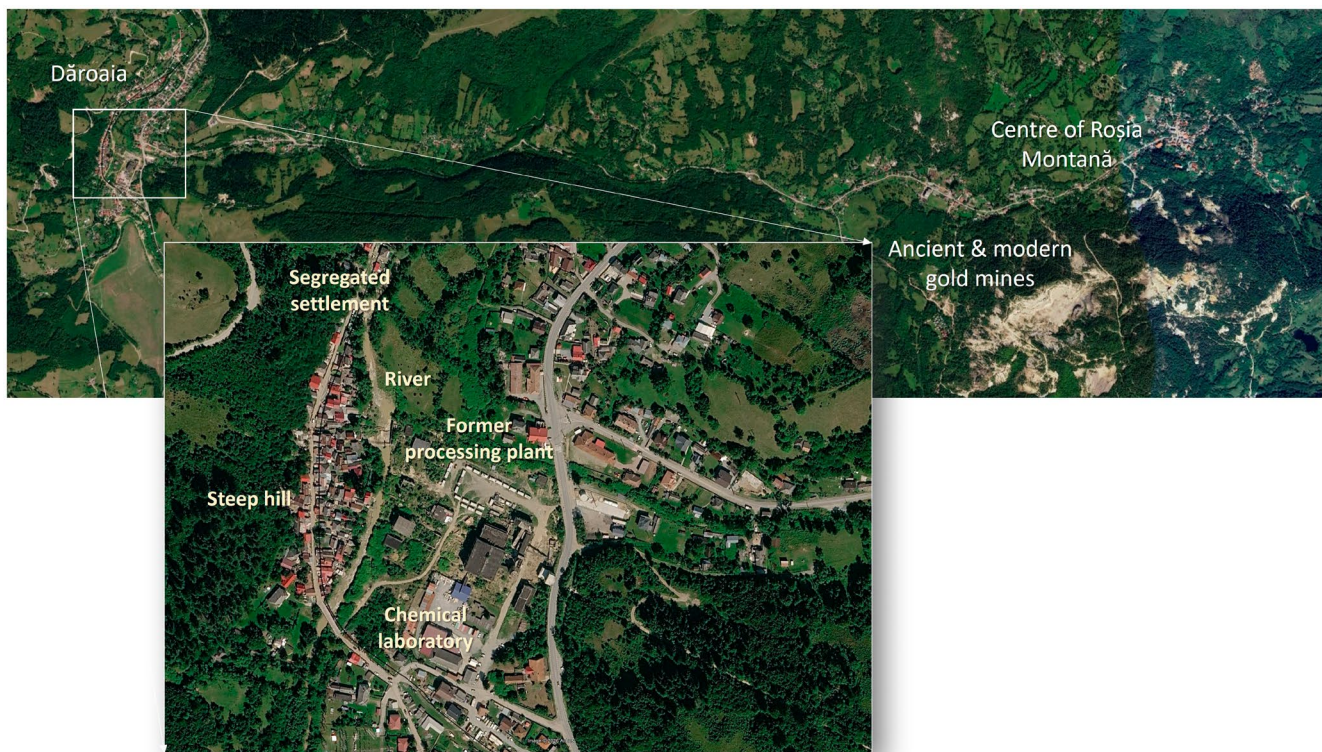 Dăroaia
Centre of Roșia
Montană
Ancient & modern
gold mines
Segregated
settlement
River
Former
processing plant
Steep hill
Chemical
laboratory